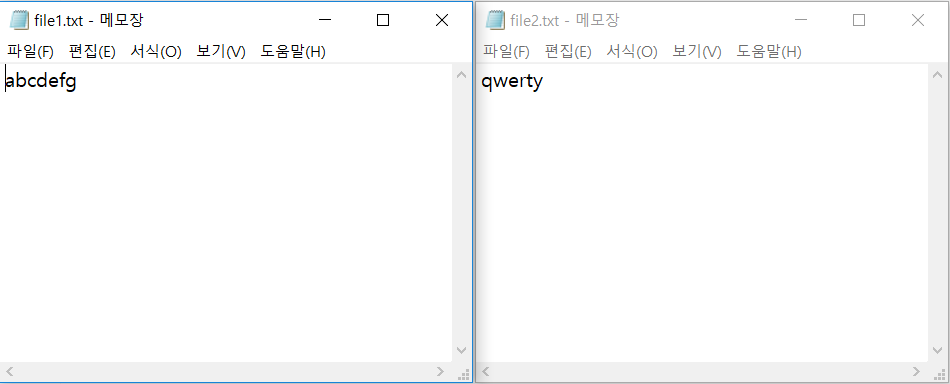 file1.txt - 메모장
파일(F) 편집(E) 서식(O) 보기(V) 도움말(H)
abcdefg
file2.txt - 메모장
파일(F) 편집(E) 서식(O) 보기(V) 도움말(H)
qwerty